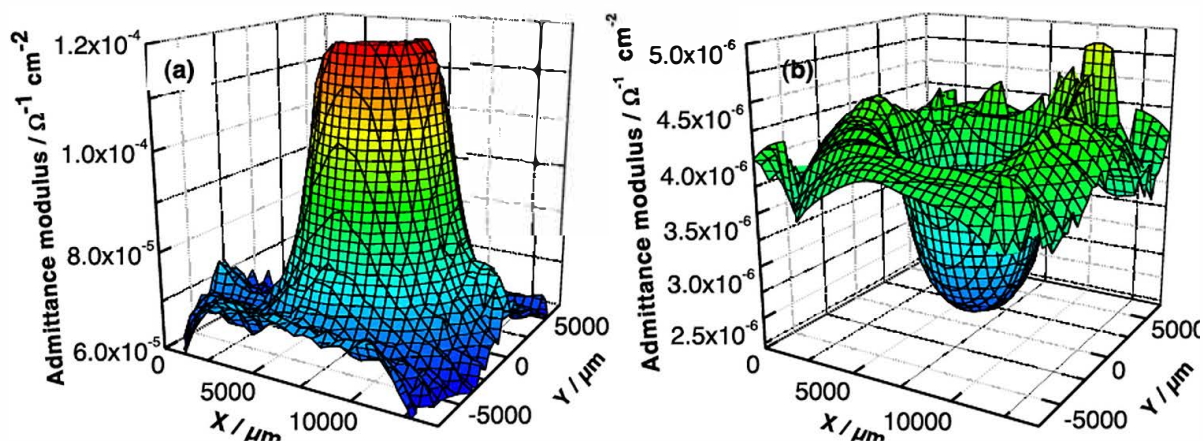 (a)
Admittance modulus / Ω⁻¹ cm⁻²
1.2x10⁻⁴
1.0x10⁻⁴
8.0x10⁻⁵
6.0x10⁻⁵
0
5000
10000
X / µm
-5000
0
5000
Y / µm
(b)
Admittance modulus / Ω⁻¹ cm⁻²
5.0x10⁻⁶
4.5x10⁻⁶
4.0x10⁻⁶
3.5x10⁻⁶
3.0x10⁻⁶
2.5x10⁻⁶
0
5000
10000
X / µm
-5000
0
5000
Y / µm